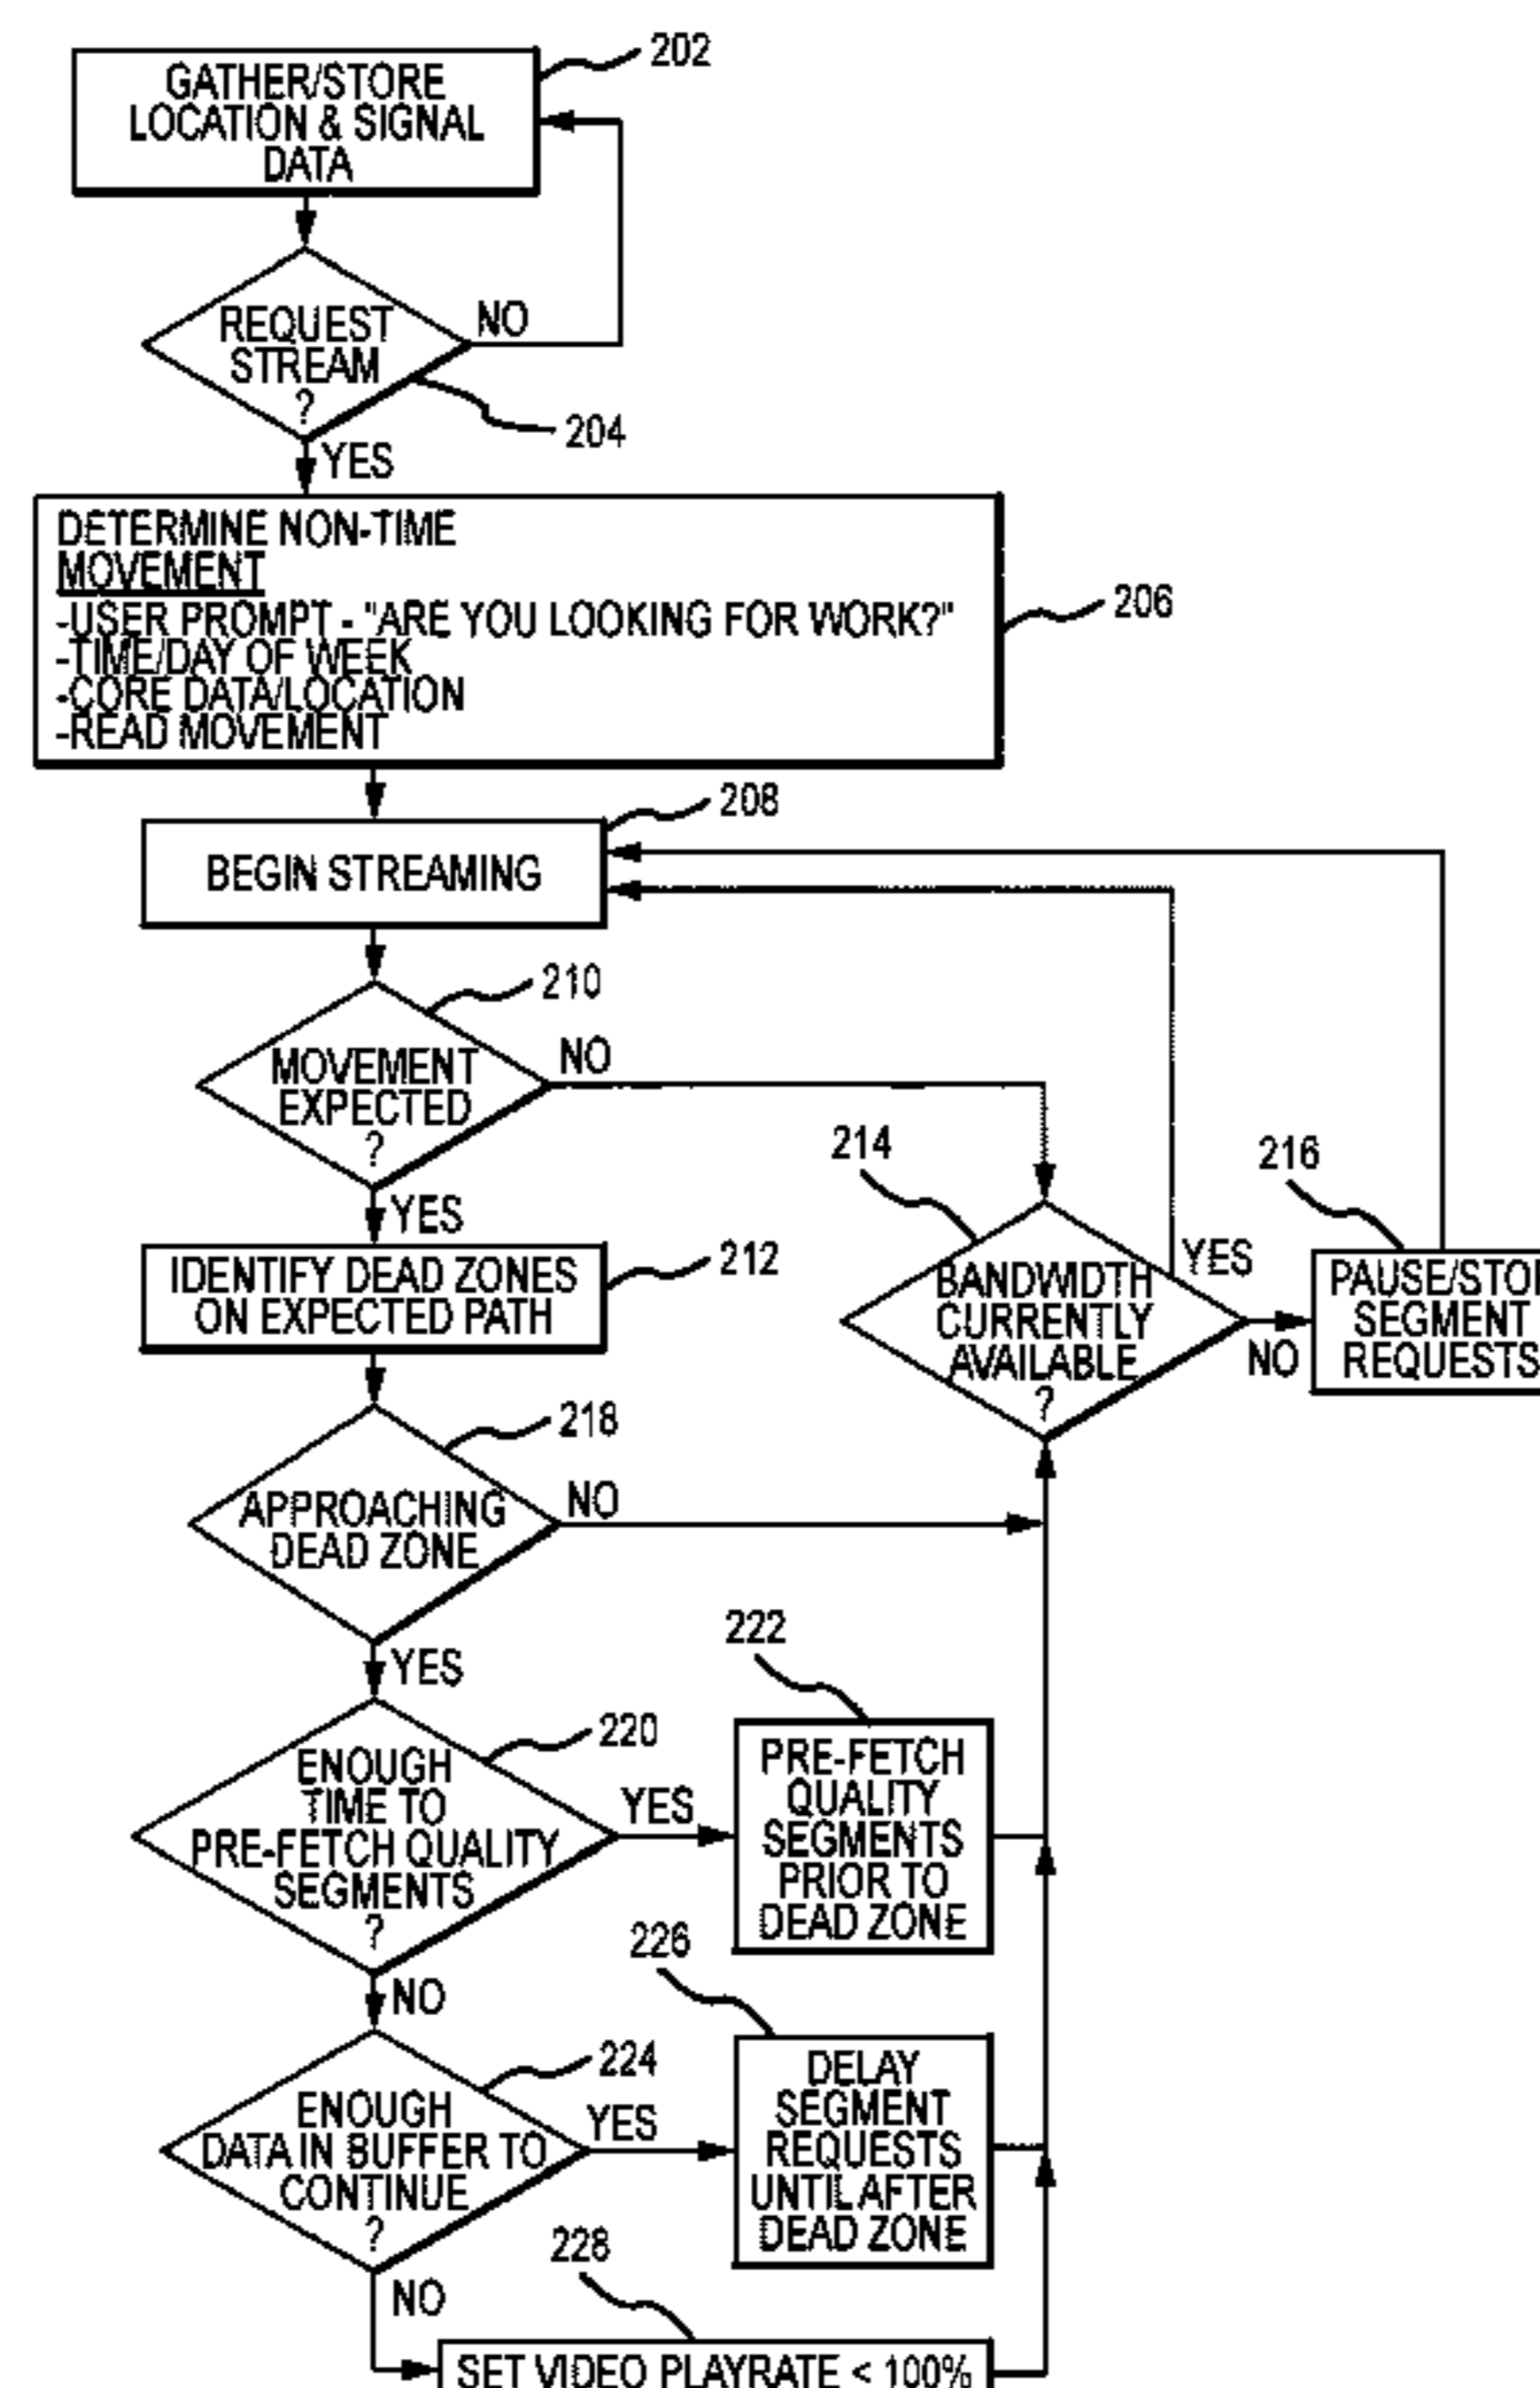 202
GATHER/STORE
LOCATION & SIGNAL
DATA
REQUEST
STREAM
?
NO
204
YES
DETERMINE NON-TIME
MOVEMENT
-USER PROMPT - "ARE YOU LOOKING FOR WORK?"
-TIME/DAY OF WEEK
-CORE DATA/LOCATION
-READ MOVEMENT
206
208
BEGIN STREAMING
210
MOVEMENT
EXPECTED
?
NO
YES
212
IDENTIFY DEAD ZONES
ON EXPECTED PATH
214
BANDWIDTH
CURRENTLY
AVAILABLE
?
YES
NO
216
PAUSE/STO
SEGMENT
REQUESTS
218
APPROACHING
DEAD ZONE
NO
YES
220
ENOUGH
TIME TO
PRE-FETCH QUALITY
SEGMENTS
?
YES
NO
222
PRE-FETCH
QUALITY
SEGMENTS
PRIOR TO
DEAD ZONE
224
ENOUGH
DATA IN BUFFER TO
CONTINUE
?
YES
NO
226
DELAY
SEGMENT
REQUESTS
UNTIL AFTER
DEAD ZONE
228
SET VIDEO PLAYRATE < 100%